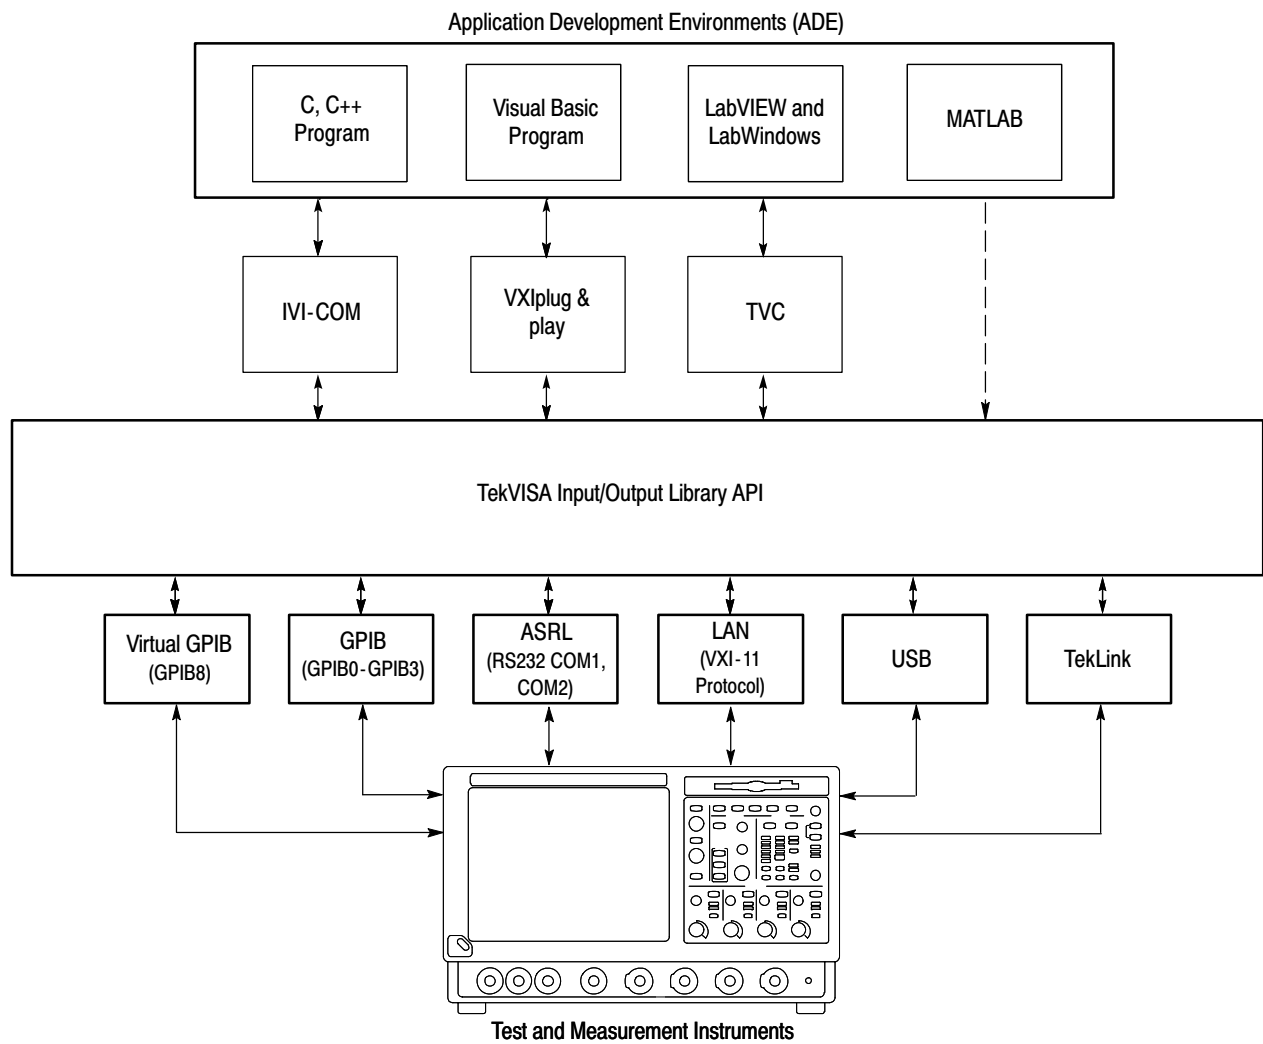 Application Development Environments (ADE)
C, C++
Program
Visual Basic
Program
LabVIEW and
LabWindows
MATLAB
IVI-COM
VXIplug &
play
TVC
TekVISA Input/Output Library API
Virtual GPIB
(GPIB8)
GPIB
(GPIB0-GPIB3)
ASRL
(RS232 COM1,
COM2)
LAN
(VXI-11
Protocol)
USB
TekLink
Test and Measurement Instruments